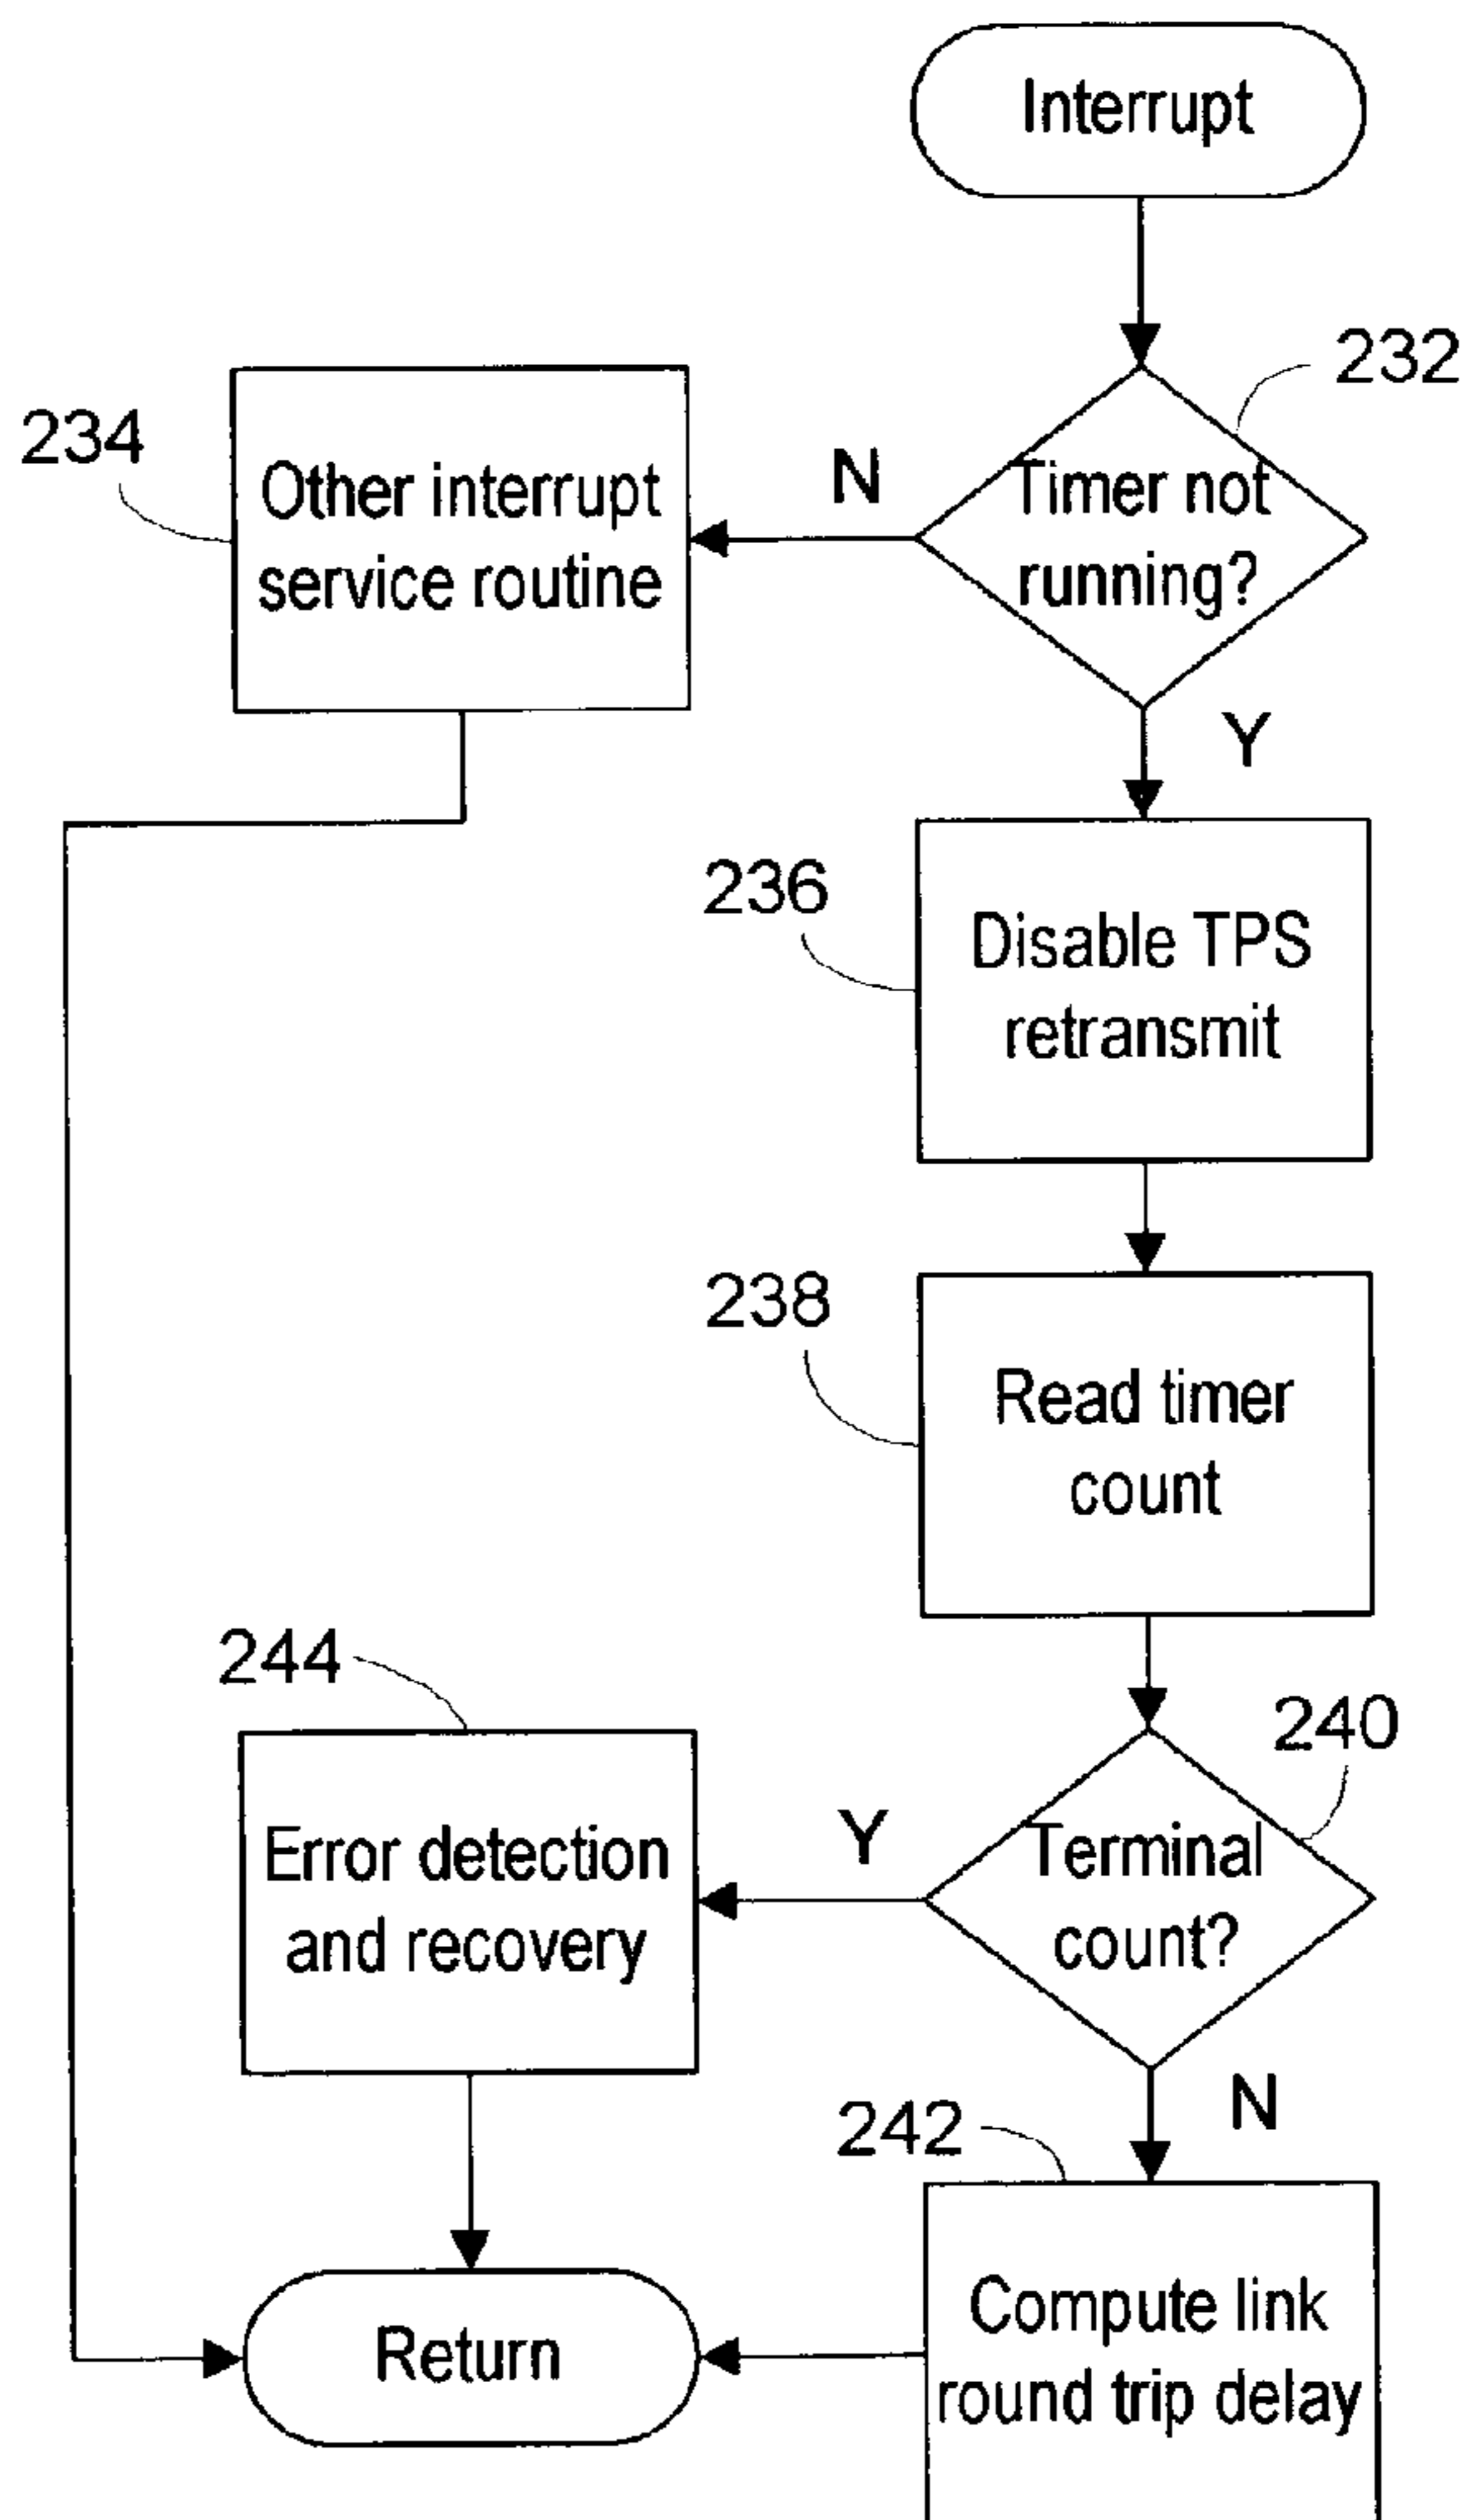 Interrupt
232
234
Other interrupt
service routine
N
Timer not
running?
Y
236
Disable TPS
retransmit
238
Read timer
count
244
240
Error detection
and recovery
Y
Terminal
count?
N
242
Return
Compute link
round trip delay